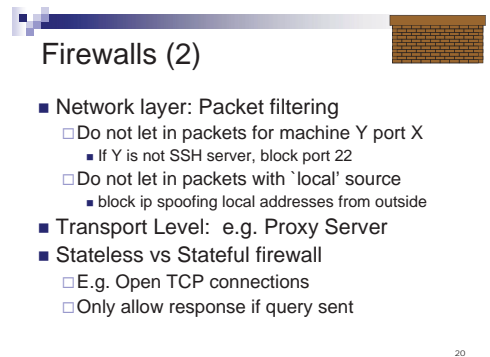 Firewalls (2)
Network layer: Packet filtering
Do not let in packets for machine Y port X
If Y is not SSH server, block port 22
Do not let in packets with `local' source
block ip spoofing local addresses from outside
Transport Level:  e.g. Proxy Server
Stateless vs Stateful firewall
E.g. Open TCP connections
Only allow response if query sent
20